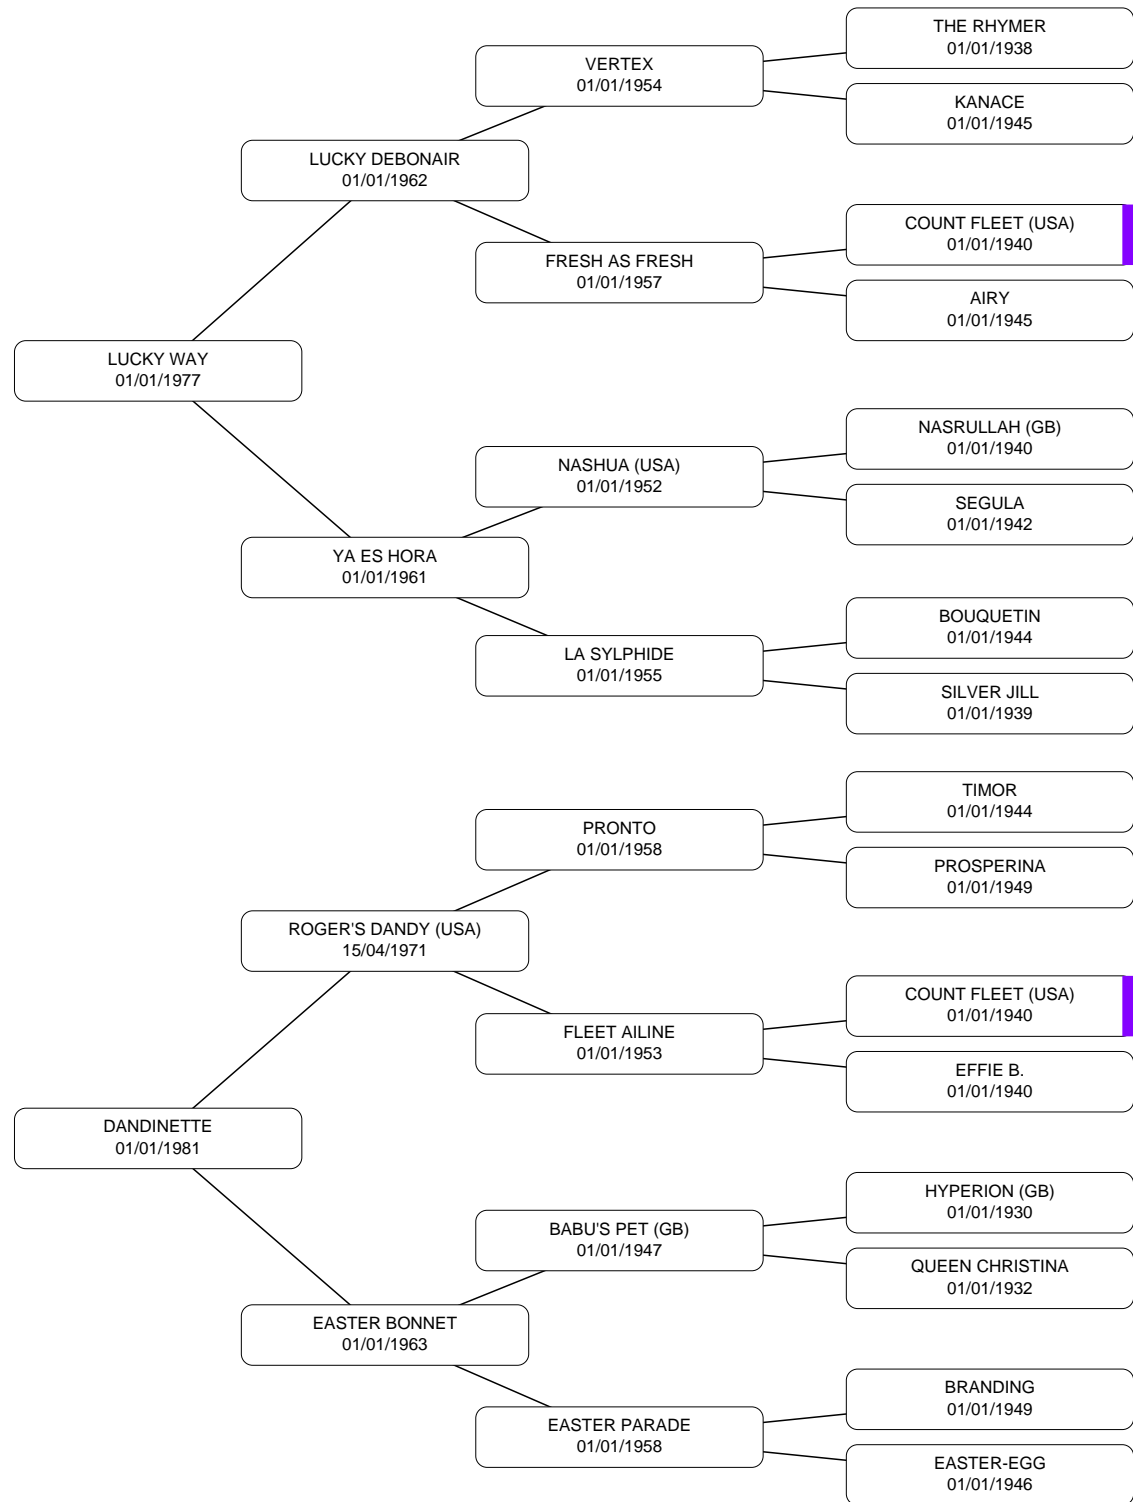 THE RHYMER
01/01/1938
VERTEX
01/01/1954
KANACE
01/01/1945
LUCKY DEBONAIR
01/01/1962
COUNT FLEET (USA)
01/01/1940
FRESH AS FRESH
01/01/1957
AIRY
01/01/1945
LUCKY WAY
01/01/1977
NASRULLAH (GB)
01/01/1940
NASHUA (USA)
01/01/1952
SEGULA
01/01/1942
YA ES HORA
01/01/1961
BOUQUETIN
01/01/1944
LA SYLPHIDE
01/01/1955
SILVER JILL
01/01/1939
TIMOR
01/01/1944
PRONTO
01/01/1958
PROSPERINA
01/01/1949
ROGER'S DANDY (USA)
15/04/1971
COUNT FLEET (USA)
01/01/1940
FLEET AILINE
01/01/1953
EFFIE B.
01/01/1940
DANDINETTE
01/01/1981
HYPERION (GB)
01/01/1930
BABU'S PET (GB)
01/01/1947
QUEEN CHRISTINA
01/01/1932
EASTER BONNET
01/01/1963
BRANDING
01/01/1949
EASTER PARADE
01/01/1958
EASTER-EGG
01/01/1946